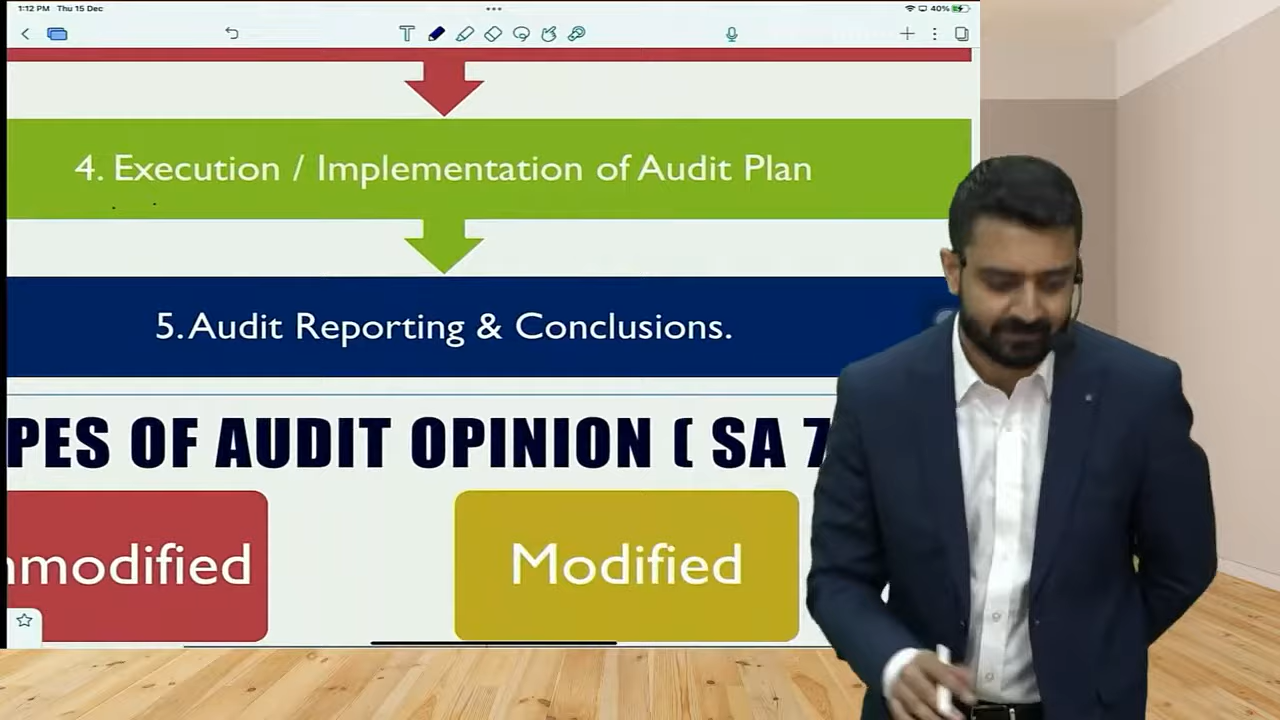 1:12 PM Thu 15 Dec
40%
4. Execution / Implementation of Audit Plan
5. Audit Reporting & Conclusions.
PES OF AUDIT OPINION ( SA 7
nmodified
Modified